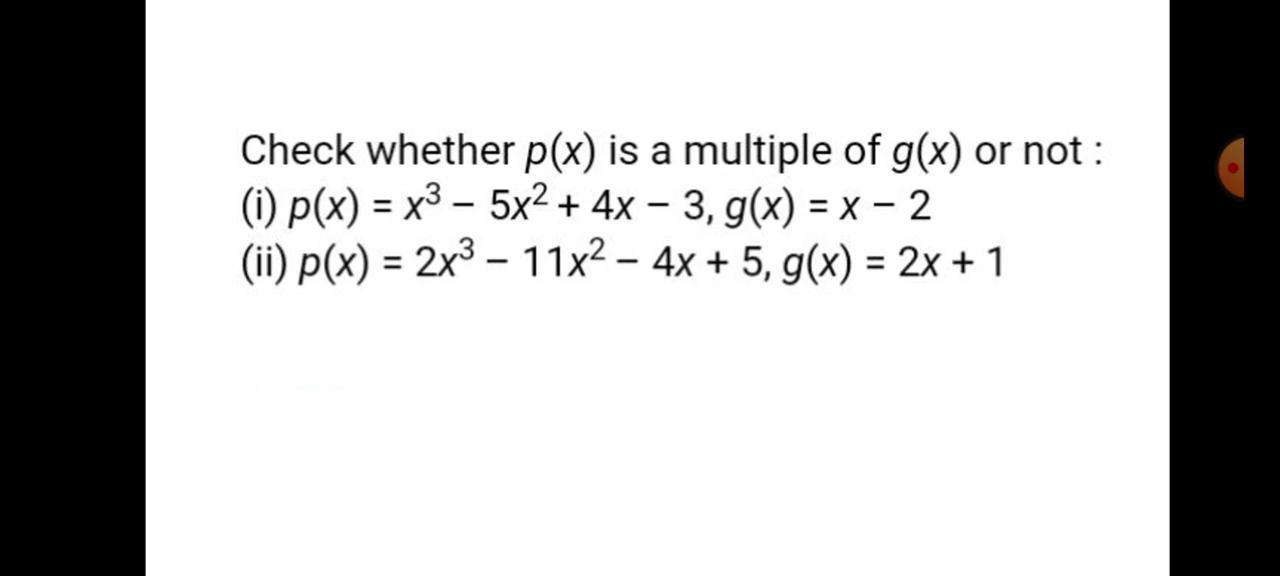 Check whether p(x) is a multiple of g(x) or not :
(i) p(x) = x³ – 5x² + 4x – 3, g(x) = x – 2
(ii) p(x) = 2x³ – 11x² – 4x + 5, g(x) = 2x + 1